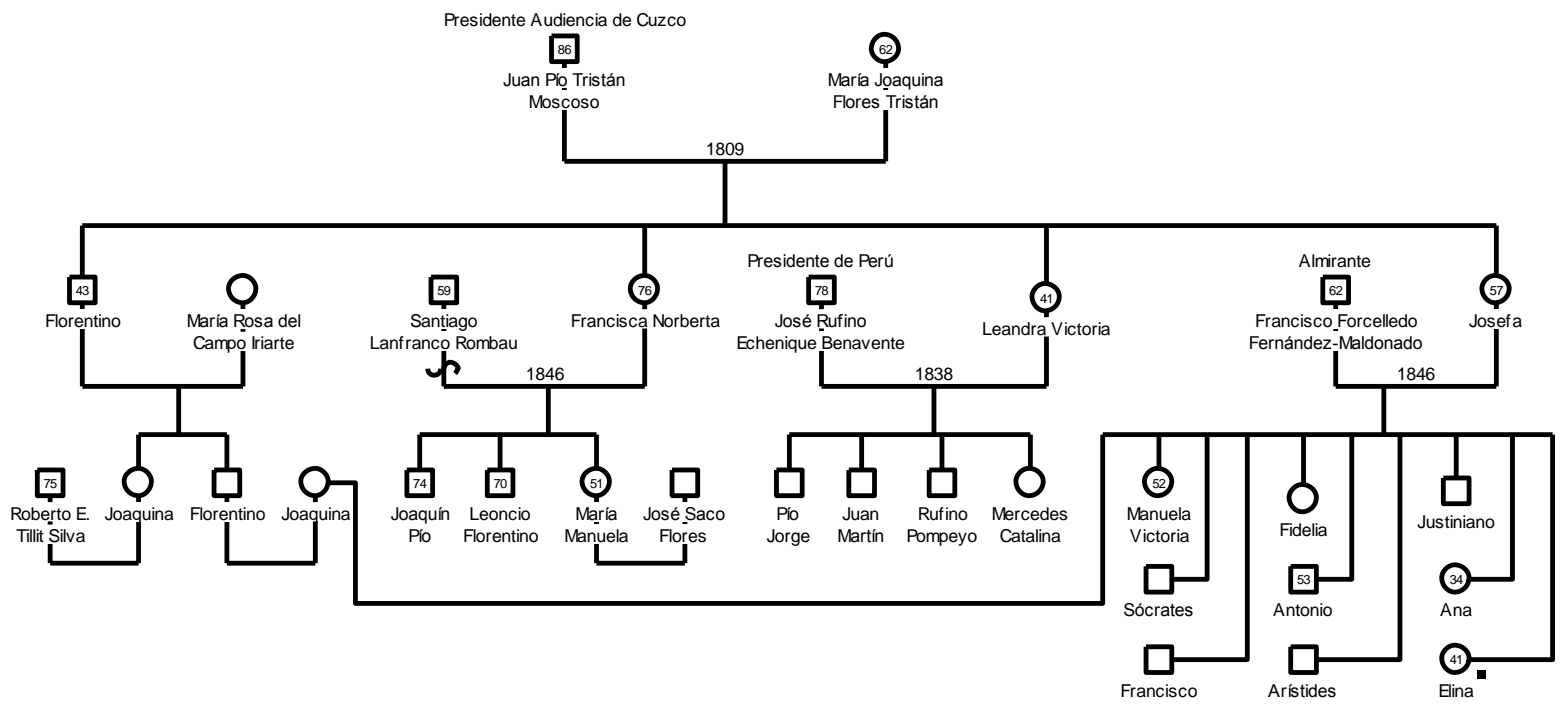 Presidente Audiencia de Cuzco
86
62
Juan Pío Tristán
Moscoso
María Joaquina
Flores Tristán
1809
Presidente de Perú
Almirante
43
59
76
78
41
62
57
Florentino
María Rosa del
Campo Iriarte
Santiago
Lanfranco Rombau
Francisca Norberta
José Rufino
Echenique Benavente
Leandra Victoria
Francisco Forcelledo
Fernández-Maldonado
Josefa
1846
1838
1846
75
74
70
51
52
Roberto E.
Tillit Silva
Joaquina
Florentino
Joaquina
Joaquín
Pío
Leoncio
Florentino
María
Manuela
José Saco
Flores
Pío
Jorge
Juan
Martín
Rufino
Pompeyo
Mercedes
Catalina
Manuela
Victoria
Fidelia
Justiniano
53
34
Sócrates
Antonio
Ana
41
Francisco
Arístides
Elina